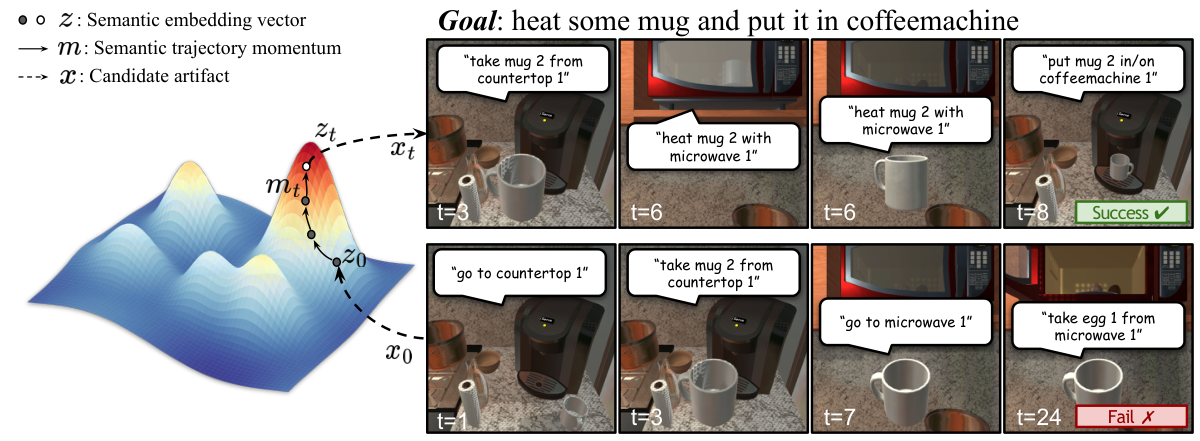 z : Semantic embedding vector
m : Semantic trajectory momentum
x : Candidate artifact
Goal: heat some mug and put it in coffeemachine
"take mug 2 from
countertop 1"
t=3
"heat mug 2 with
microwave 1"
t=6
"heat mug 2 with
microwave 1"
t=6
"put mug 2 in/on
coffeemachine 1"
t=8
Success ✔
z_t
x_t
m_t
z_0
x_0
"go to countertop 1"
t=1
"take mug 2 from
countertop 1"
t=3
"go to microwave 1"
t=7
"take egg 1 from
microwave 1"
t=24
Fail ✗